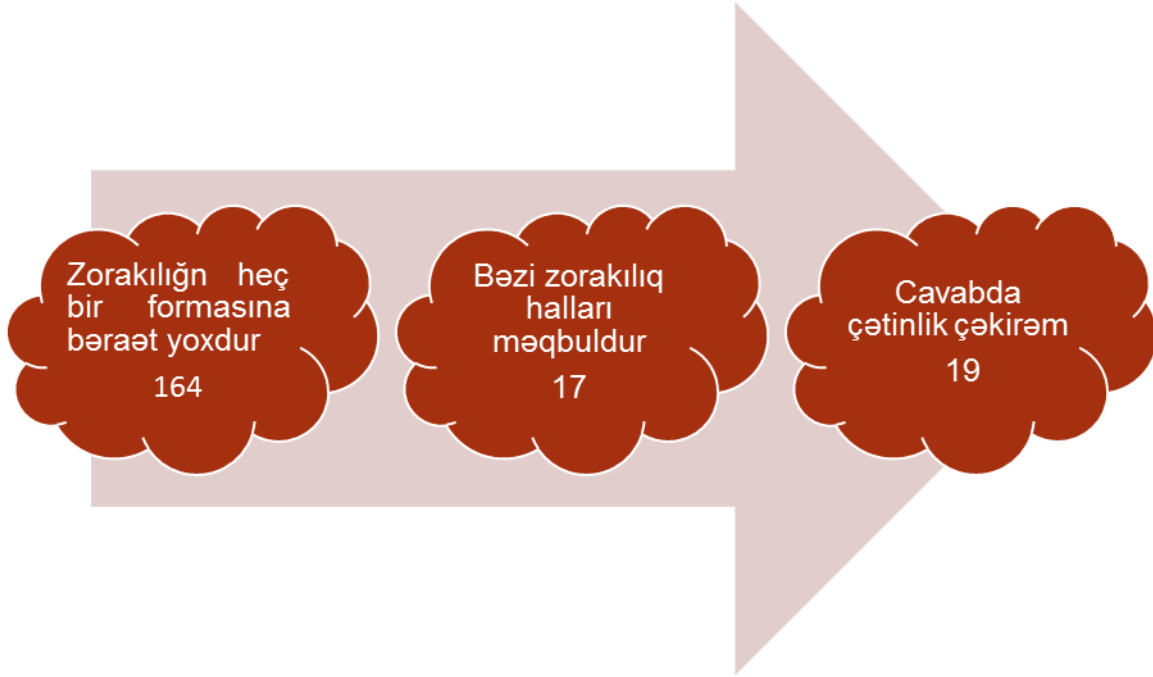 Zorakılığn heç
bir formasına
bəraət yoxdur
164
Bəzi zorakılıq
halları
məqbuldur
17
Cavabda
çətinlik çəkirəm
19